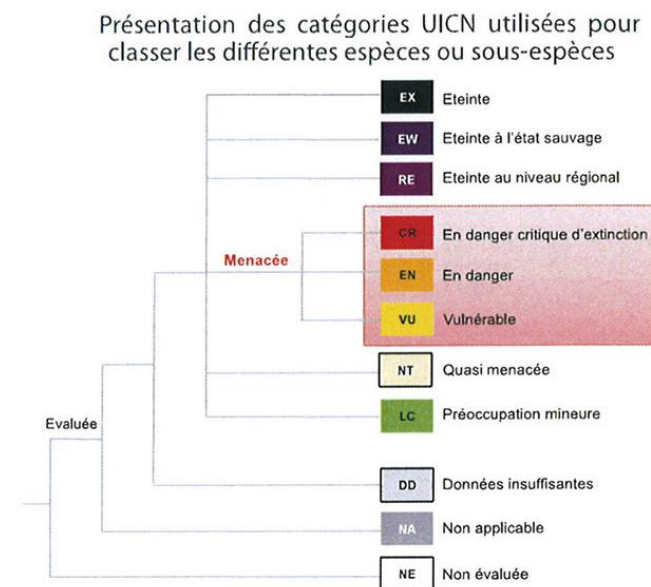 Présentation des catégories UICN utilisées pour
classer les différentes espèces ou sous-espèces
EX Eteinte
EW Eteinte à l'état sauvage
RE Eteinte au niveau régional
CR En danger critique d'extinction
Menacée
EN En danger
VU Vulnérable
NT Quasi menacée
LC Préoccupation mineure
Evaluée
DD Données insuffisantes
NA Non applicable
NE Non évaluée